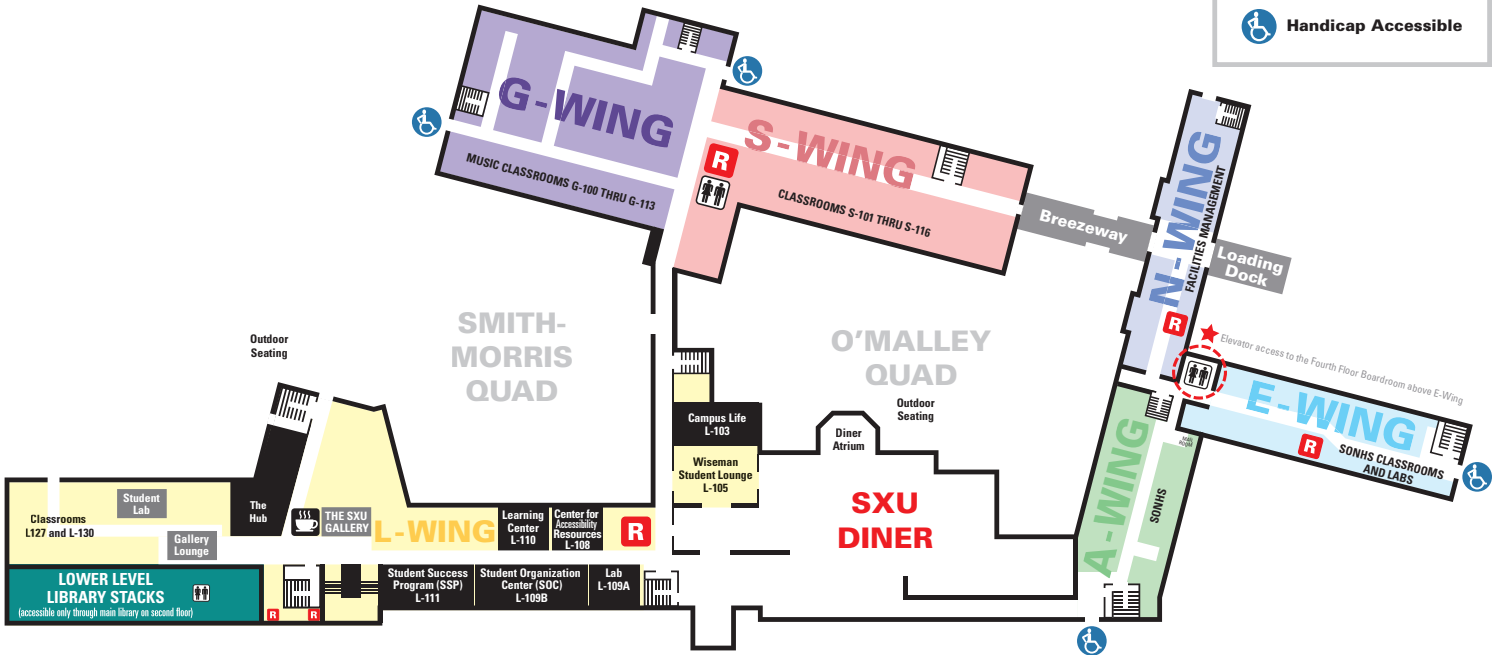 Handicap Accessible
G-WING
MUSIC CLASSROOMS G-100 THRU G-113
R
S-WING
CLASSROOMS S-101 THRU S-116
Breezeway
N-WING
FACILITIES MANAGEMENT
Loading
Dock
R
Elevator access to the Fourth Floor Boardroom above E-Wing
E-WING
R
SONHS CLASSROOMS
AND LABS
SMITH-
MORRIS
QUAD
O'MALLEY
QUAD
Outdoor
Seating
Outdoor
Seating
Diner
Atrium
Campus Life
L-103
Wiseman
Student Lounge
L-105
SXU
DINER
A-WING
MAIL
ROOM
SONHS
Student
Lab
Classrooms
L127 and L-130
Gallery
Lounge
The
Hub
THE SXU
GALLERY
L-WING
Learning
Center
L-110
Center for
Accessibility
Resources
L-108
R
LOWER LEVEL
LIBRARY STACKS
(accessible only through main library on second floor)
R
R
Student Success
Program (SSP)
L-111
Student Organization
Center (SOC)
L-109B
Lab
L-109A